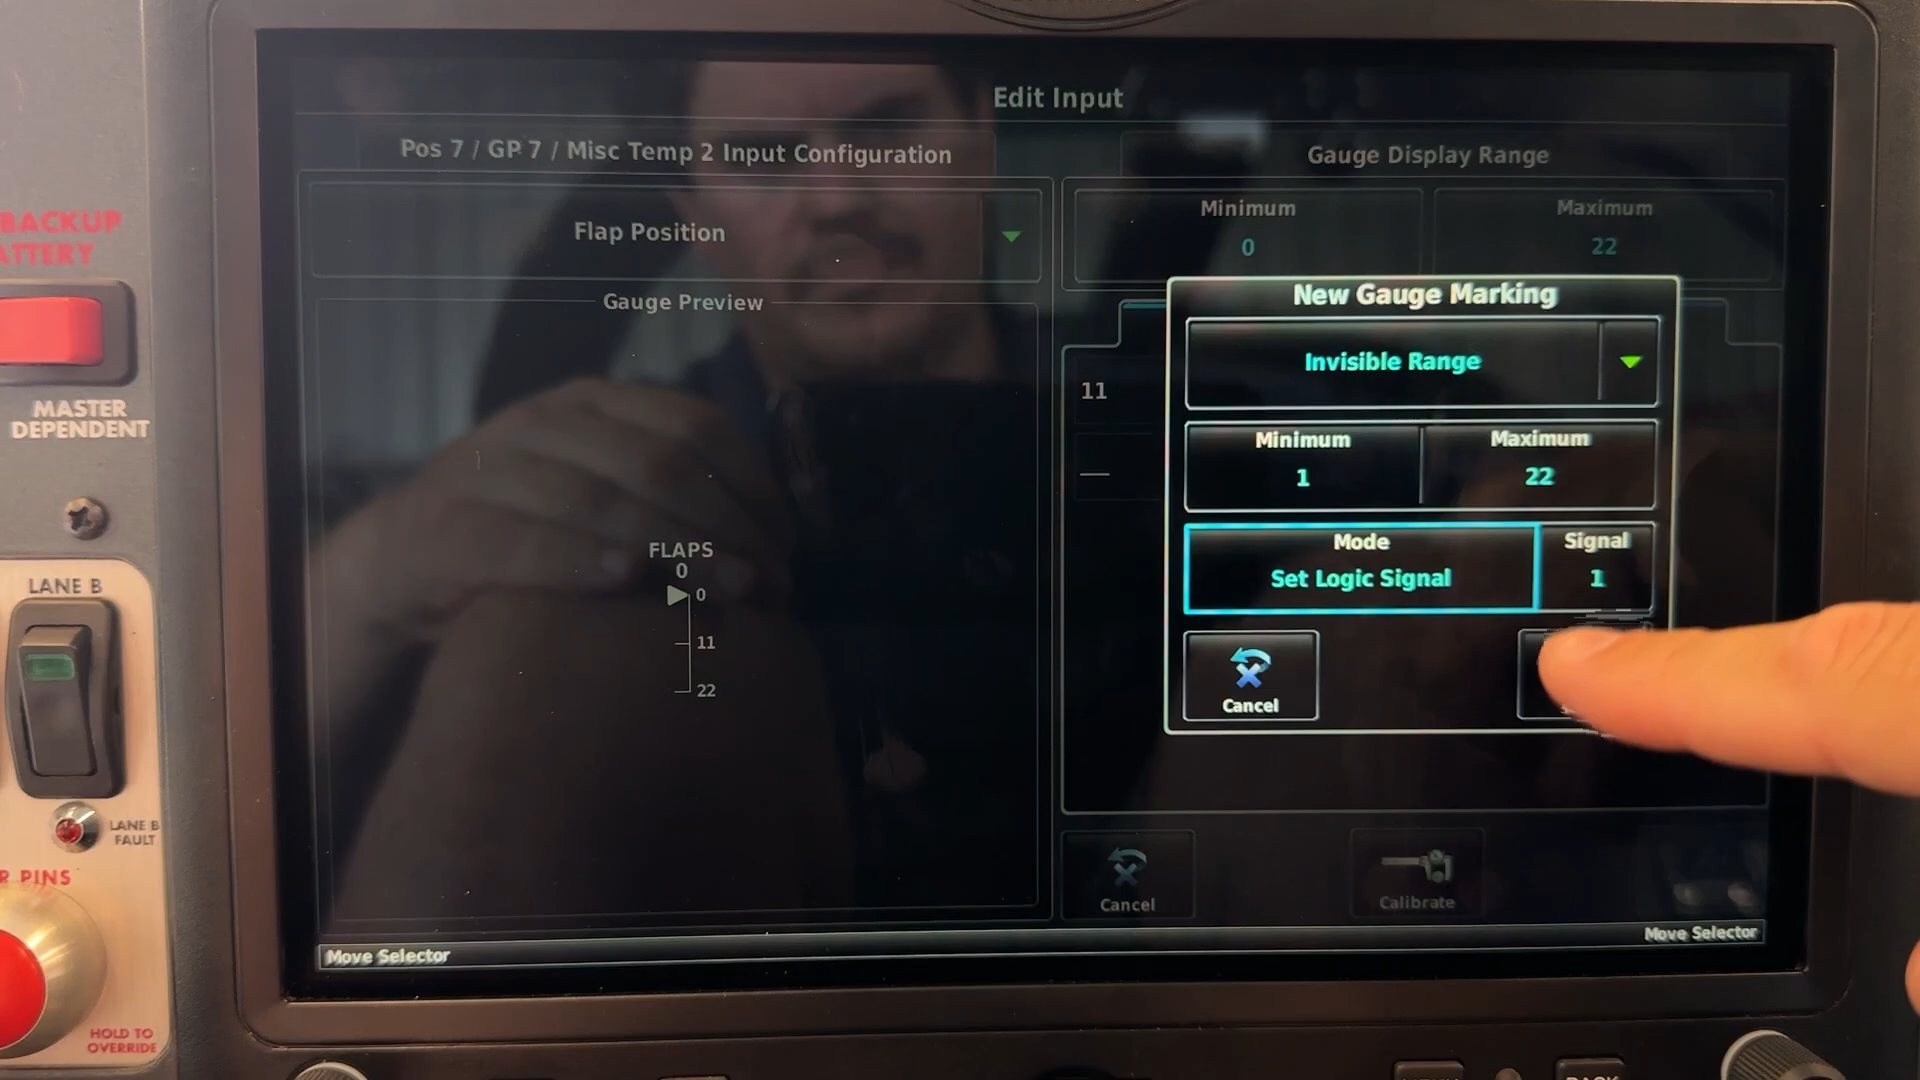 Edit Input
Pos 7 / GP 7 / Misc Temp 2 Input Configuration
Gauge Display Range
Flap Position
Minimum
0
Maximum
22
Gauge Preview
FLAPS
0
0
11
22
11
New Gauge Marking
Invisible Range
Minimum
1
Maximum
22
Mode
Set Logic Signal
Signal
1
Cancel
Cancel
Calibrate
Move Selector
Move Selector
BACKUP
MASTER
DEPENDENT
LANE B
LANE B
FAULT
PINS
HOLD TO
OVERRIDE
BACK